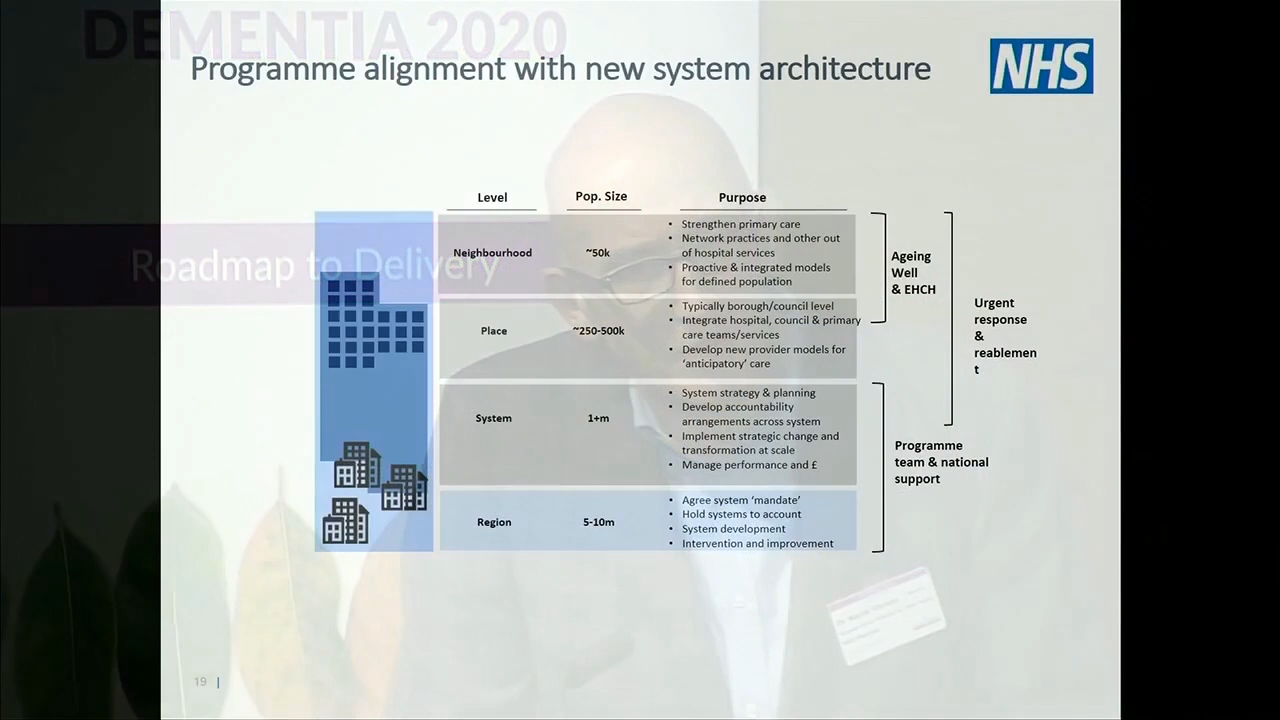 DEMENTIA 2020
Programme alignment with new system architecture
NHS
Roadmap to Delivery
Level
Pop. Size
Purpose
Neighbourhood
~50k
• Strengthen primary care
• Network practices and other out
of hospital services
• Proactive & integrated models
for defined population
Place
~250-500k
• Typically borough/council level
• Integrate hospital, council & primary
care teams/services
• Develop new provider models for
‘anticipatory’ care
System
1+m
• System strategy & planning
• Develop accountability
arrangements across system
• Implement strategic change and
transformation at scale
• Manage performance and £
Region
5-10m
• Agree system ‘mandate’
• Hold systems to account
• System development
• Intervention and improvement
Ageing
Well
& EHCH
Urgent
response
&
reablemen
t
Programme
team & national
support
19 |